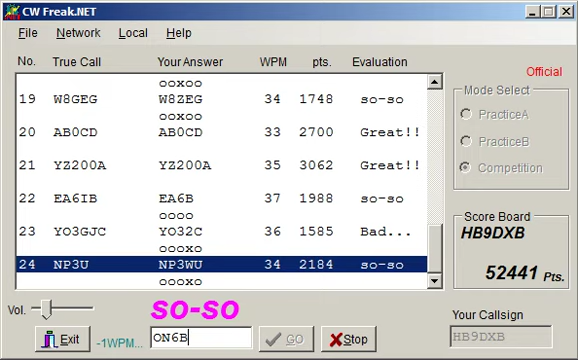 CW Freak.NET
File Network Local Help
No. True Call Your Answer WPM pts. Evaluation
ooxoo
19 W8GEG W8ZEG 34 1748 so-so
ooxoo
20 AB0CD AB0CD 33 2700 Great!!
21 YZ200A YZ200A 35 3062 Great!!
22 EA6IB EA6B 37 1988 so-so
oooo
23 YO3GJC YO32C 36 1585 Bad...
oooxo
24 NP3U NP3WU 34 2184 so-so
oooxo
Official
Mode Select
PracticeA
PracticeB
Competition
Score Board
HB9DXB
52441 Pts.
Vol.
so-so
Your Callsign
Exit -1WPM... ON6B GO Stop HB9DXB